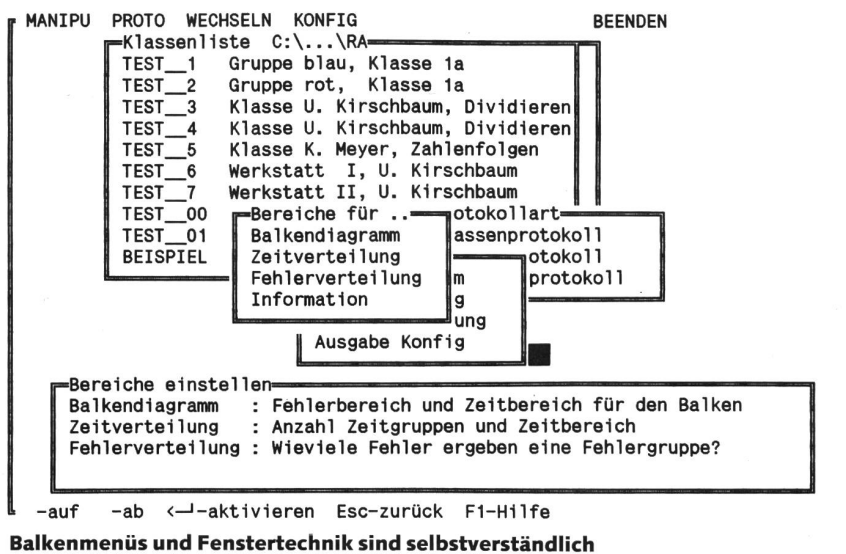 MANIPU PROTO WECHSELN KONFIG BEENDEN
Klassenliste C:\...\RA
TEST__1 Gruppe blau, Klasse 1a
TEST__2 Gruppe rot, Klasse 1a
TEST__3 Klasse U. Kirschbaum, Dividieren
TEST__4 Klasse U. Kirschbaum, Dividieren
TEST__5 Klasse K. Meyer, Zahlenfolgen
TEST__6 Werkstatt I, U. Kirschbaum
TEST__7 Werkstatt II, U. Kirschbaum
TEST__00 Bereiche für .. otokollart
TEST__01 Balkendiagramm assenprotokoll
BEISPIEL Zeitverteilung otokoll
Fehlerverteilung m protokoll
Information g
ung
Ausgabe Konfig
Bereiche einstellen
Balkendiagramm : Fehlerbereich und Zeitbereich für den Balken
Zeitverteilung : Anzahl Zeitgruppen und Zeitbereich
Fehlerverteilung : Wieviele Fehler ergeben eine Fehlergruppe?
-auf -ab <─┘-aktivieren Esc-zurück F1-Hilfe
Balkenmenüs und Fenstertechnik sind selbstverständlich